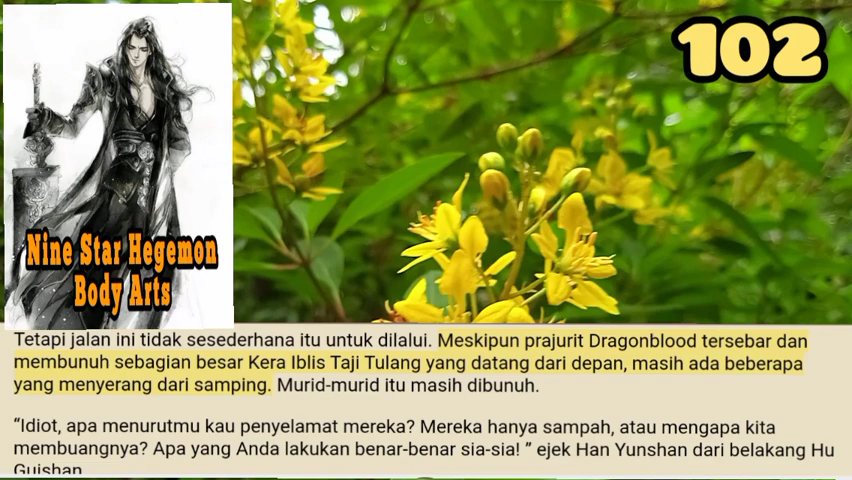 102
Nine Star Hegemon
Body Arts
Tetapi jalan ini tidak sesederhana itu untuk dilalui. Meskipun prajurit Dragonblood tersebar dan
membunuh sebagian besar Kera Iblis Taji Tulang yang datang dari depan, masih ada beberapa
yang menyerang dari samping. Murid-murid itu masih dibunuh.
“Idiot, apa menurutmu kau penyelamat mereka? Mereka hanya sampah, atau mengapa kita
membuangnya? Apa yang Anda lakukan benar-benar sia-sia! ” ejek Han Yunshan dari belakang Hu
Guishan